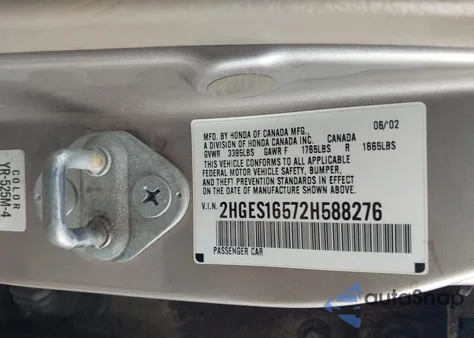 COLOR
YR-525M-4
MFD. BY HONDA OF CANADA MFG.,
A DIVISION OF HONDA CANADA INC. CANADA 08/02
GVWR 3395LBS GAWR F 1765LBS R 1665LBS
THIS VEHICLE CONFORMS TO ALL APPLICABLE
FEDERAL MOTOR VEHICLE SAFETY, BUMPER,
AND THEFT PREVENTION STANDARDS IN EFFECT ON
THE DATE OF MANUFACTURE SHOWN ABOVE.
V.I.N. 2HGES16572H588276
PASSENGER CAR
autoSnap